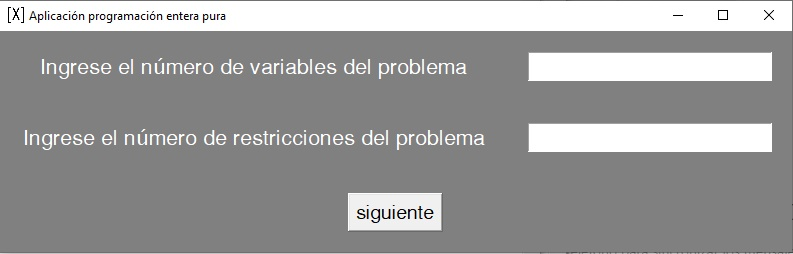 [X] Aplicación programación entera pura
Ingrese el número de variables del problema
Ingrese el número de restricciones del problema
siguiente